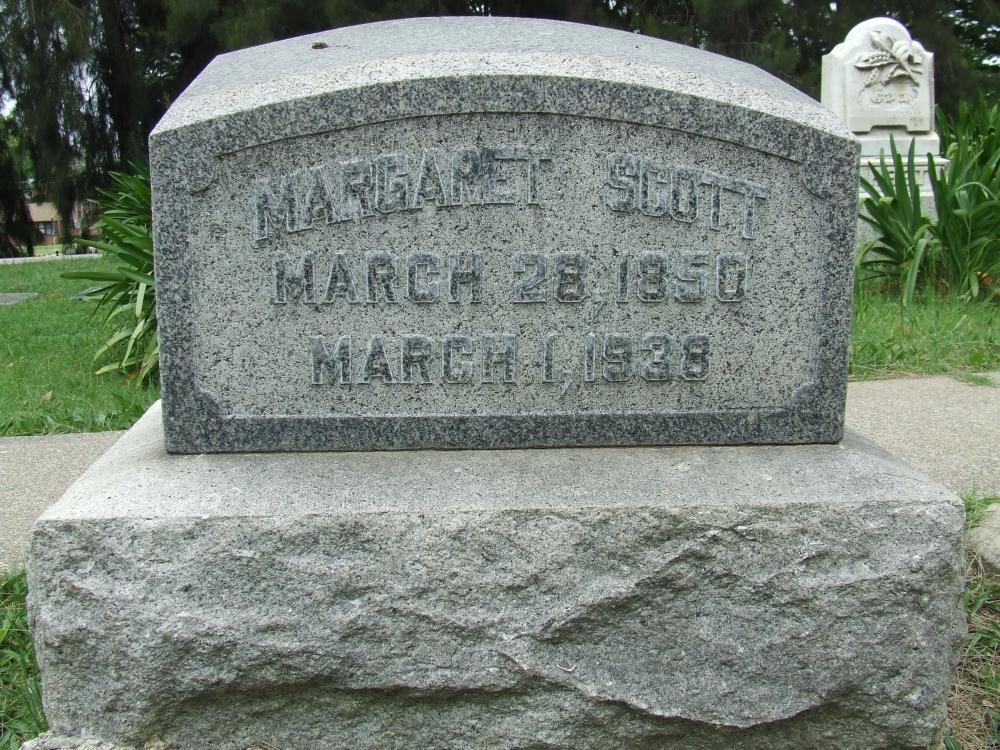 MARGARET SCOTT
MARCH 28, 1850
MARCH 1, 1938